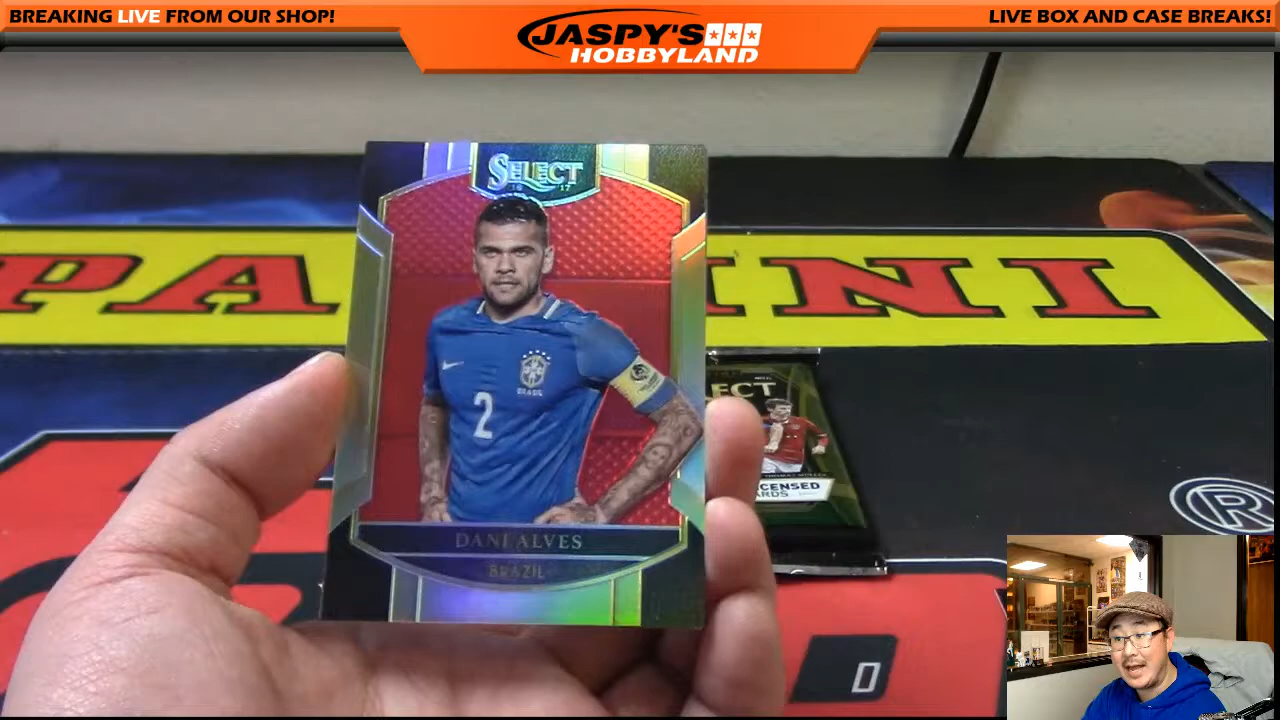 BREAKING LIVE FROM OUR SHOP!
JASPY'S
HOBBYLAND
LIVE BOX AND CASE BREAKS!
SELECT
16 17
PA
INI
2
BRASIL
DANI ALVES
BRAZIL
ECT
CENSED
ARDS
R
0